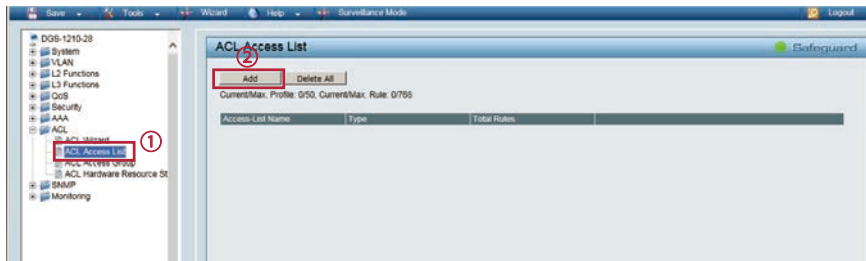 Save Tools Wizard Help Surveillance Mode Logout
DGS-1210-28
System
VLAN
L2 Functions
L3 Functions
QoS
Security
AAA
ACL
ACL Wizard
ACL Access List
①
ACL Access Group
ACL Hardware Resource St
SNMP
Monitoring
ACL Access List
Safeguard
②
Add Delete All
Current/Max. Profile: 0/50, Current/Max. Rule: 0/766
Access-List Name Type Total Rules